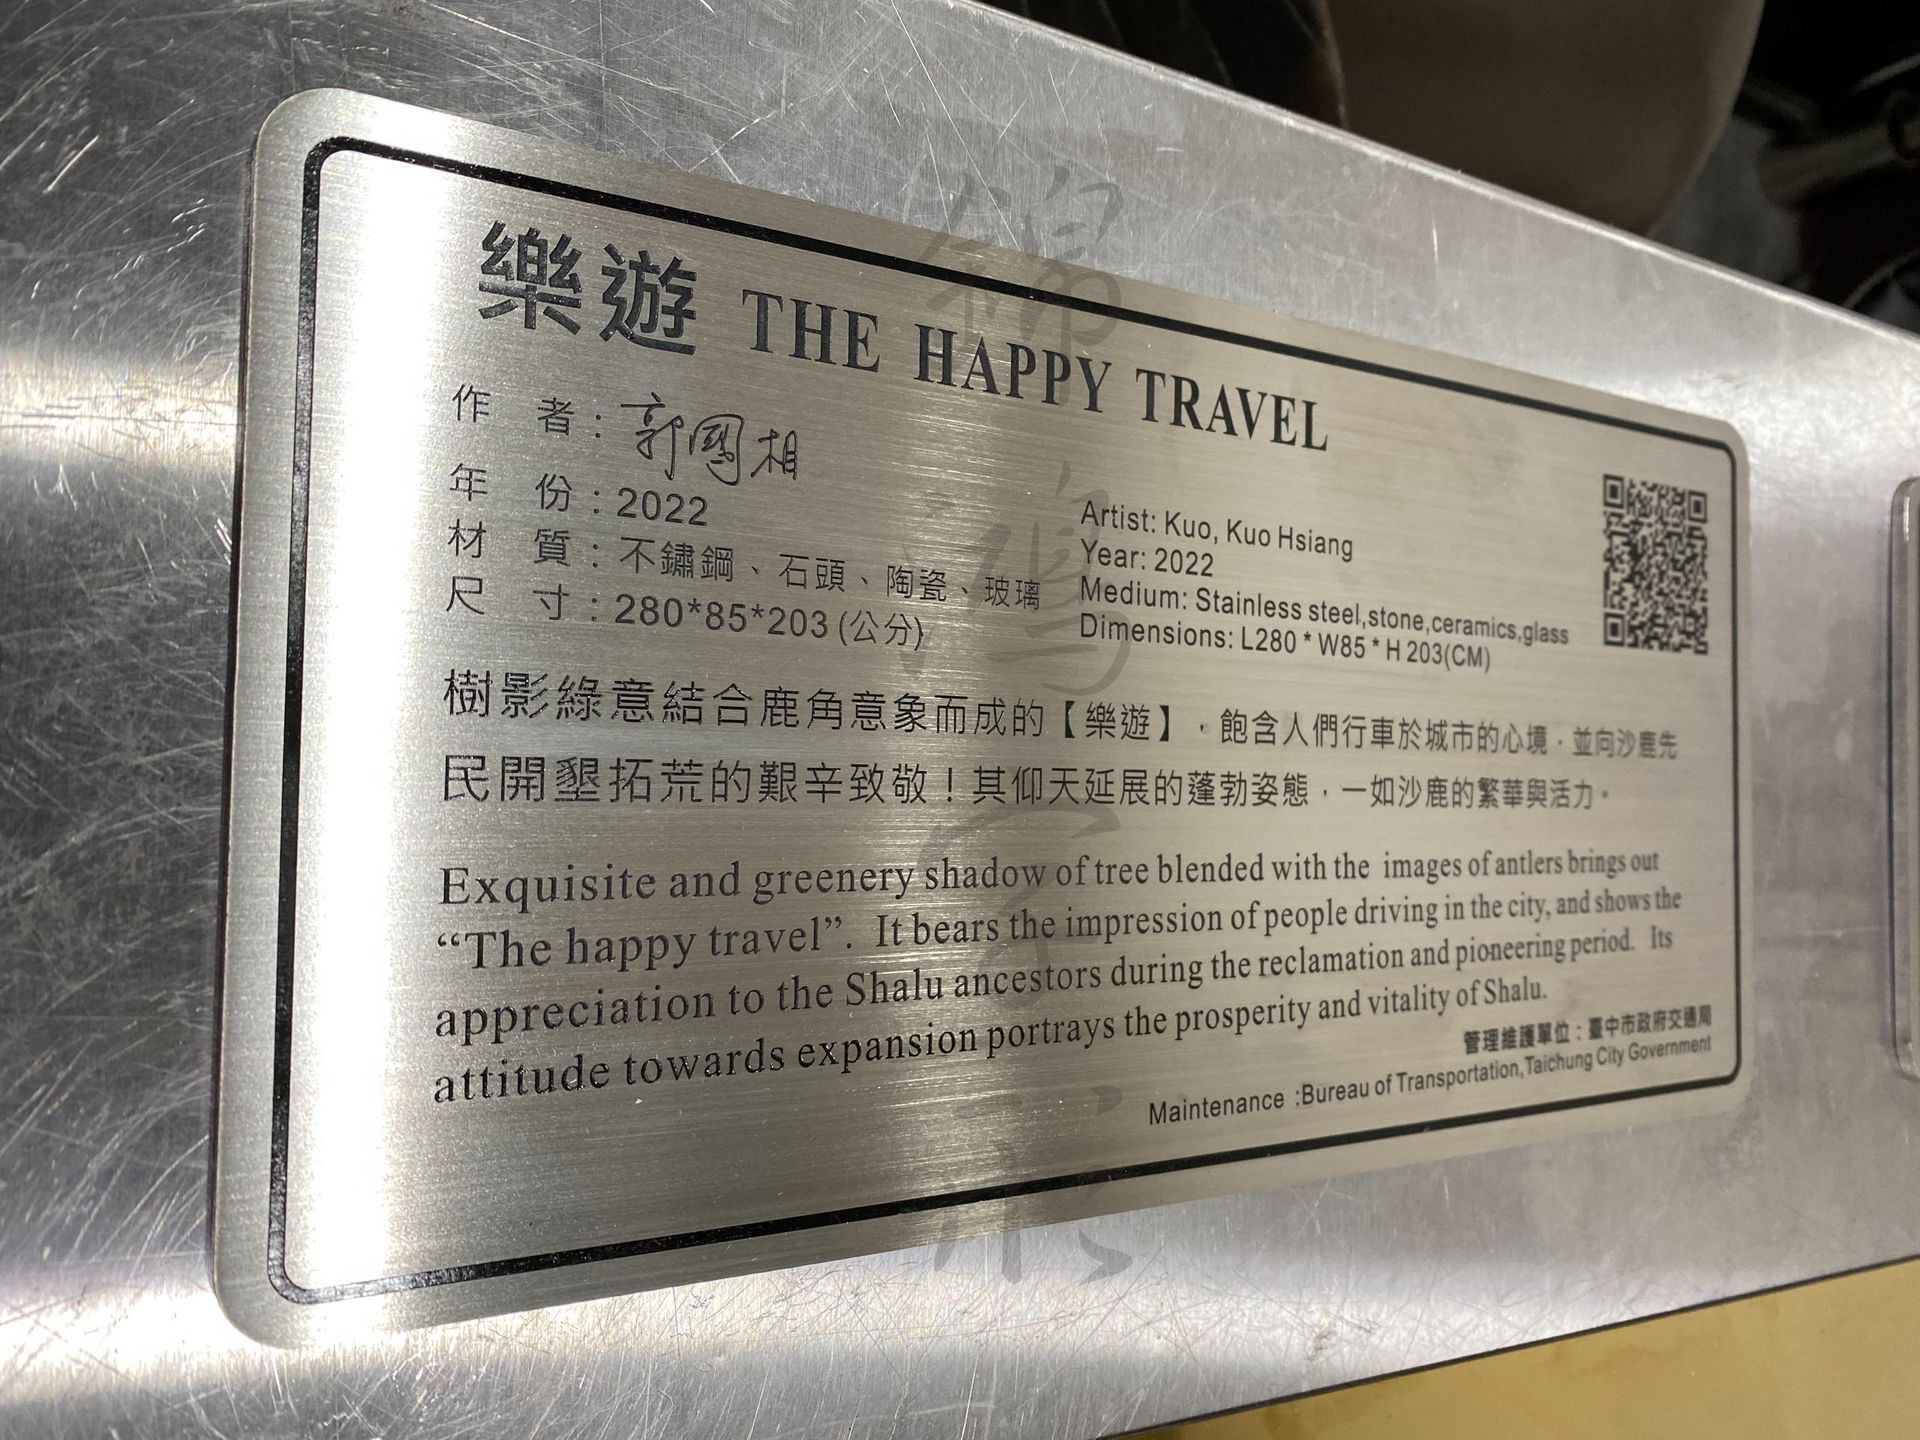 樂遊 THE HAPPY TRAVEL
作　者：郭國相
年　份：2022
材　質：不鏽鋼、石頭、陶瓷、玻璃
尺　寸：280*85*203 (公分)
Artist: Kuo, Kuo Hsiang
Year: 2022
Medium: Stainless steel,stone,ceramics,glass
Dimensions: L280 * W85 * H 203(CM)
樹影綠意結合鹿角意象而成的【樂遊】，飽含人們行車於城市的心境，並向沙鹿先
民開墾拓荒的艱辛致敬！其仰天延展的蓬勃姿態，一如沙鹿的繁華與活力。
Exquisite and greenery shadow of tree blended with the images of antlers brings out
“The happy travel”. It bears the impression of people driving in the city, and shows the
appreciation to the Shalu ancestors during the reclamation and pioneering period. Its
attitude towards expansion portrays the prosperity and vitality of Shalu.
管理維護單位：臺中市政府交通局
Maintenance :Bureau of Transportation,Taichung City Government